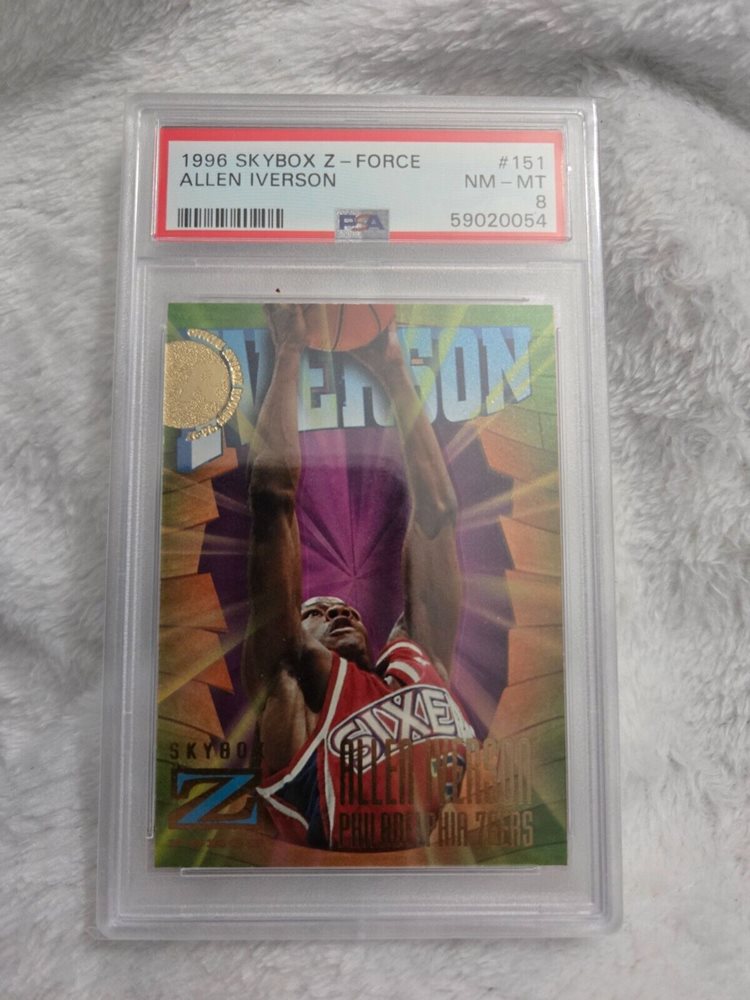 1996 SKYBOX Z-FORCE #151
ALLEN IVERSON NM-MT
8
PSA 59020054
IVERSON
SIXERS
SKYBOX
Z
ALLEN IVERSON
PHILADELPHIA 76ERS